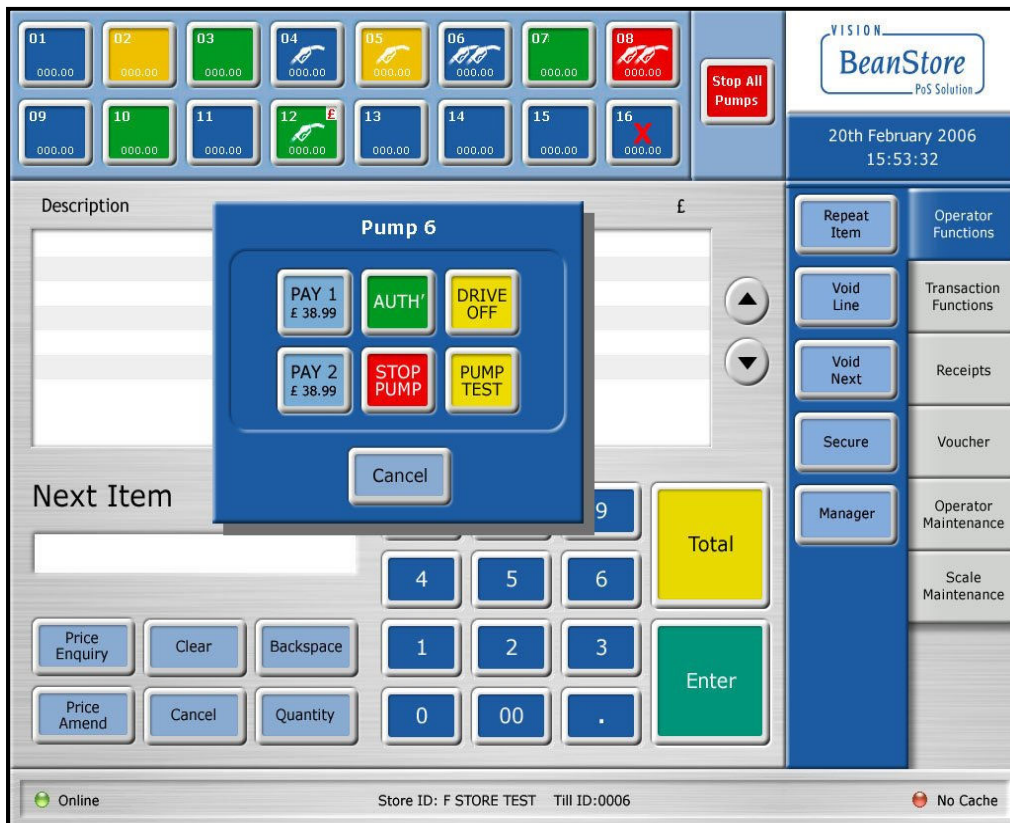 01 02 03 04 05 06 07 08
000.00 000.00 000.00 000.00 000.00 000.00 000.00 000.00
09 10 11 12 £ 13 14 15 16 X
000.00 000.00 000.00 000.00 000.00 000.00 000.00 000.00
Stop All
Pumps
VISION
BeanStore
PoS Solution
20th February 2006
15:53:32
Description £
Pump 6
PAY 1
£ 38.99
AUTH'
DRIVE
OFF
PAY 2
£ 38.99
STOP
PUMP
PUMP
TEST
Cancel
Repeat
Item
Void
Line
Void
Next
Secure
Manager
Operator
Functions
Transaction
Functions
Receipts
Voucher
Operator
Maintenance
Scale
Maintenance
Next Item
9
4 5 6
1 2 3
0 00 .
Total
Enter
Price
Enquiry
Clear
Backspace
Price
Amend
Cancel
Quantity
Online
Store ID: F STORE TEST Till ID:0006
No Cache